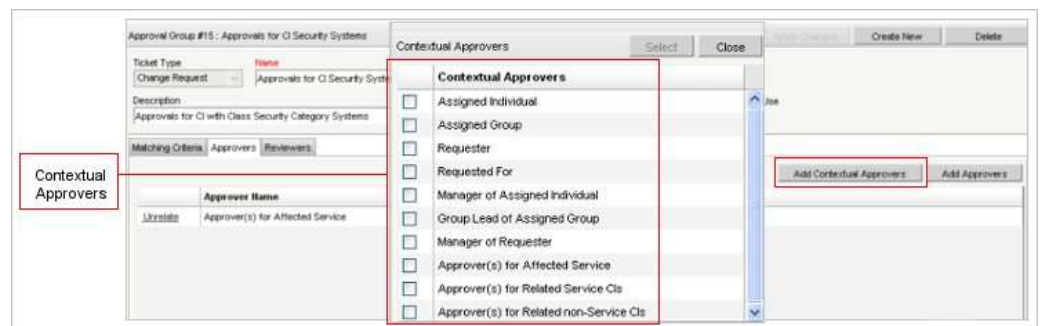 Approval Group #15 : Approvals for CI Security Systems
Create New
Delete
Ticket Type
Name
Change Request
Approvals for CI Security Syste
Description
Approvals for CI with Class Security Category Systems
Use
Matching Criteria
Approvers
Reviewers
Add Contextual Approvers
Add Approvers
Approver Name
Unrelate
Approver(s) for Affected Service
Contextual
Approvers
Contextual Approvers
Select
Close
Contextual Approvers
Assigned Individual
Assigned Group
Requester
Requested For
Manager of Assigned Individual
Group Lead of Assigned Group
Manager of Requester
Approver(s) for Affected Service
Approver(s) for Related Service CIs
Approver(s) for Related non-Service CIs